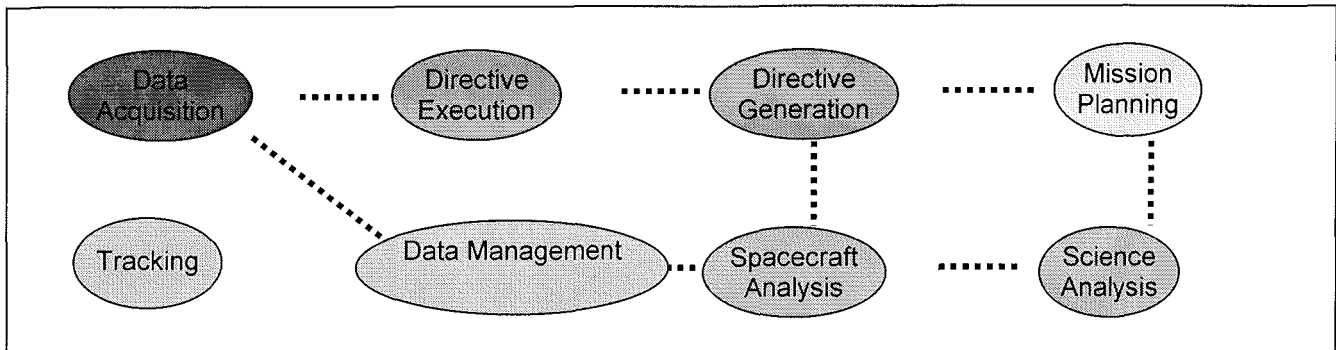 Data
Acquisition
Directive
Execution
Directive
Generation
Mission
Planning
Tracking
Data Management
Spacecraft
Analysis
Science
Analysis